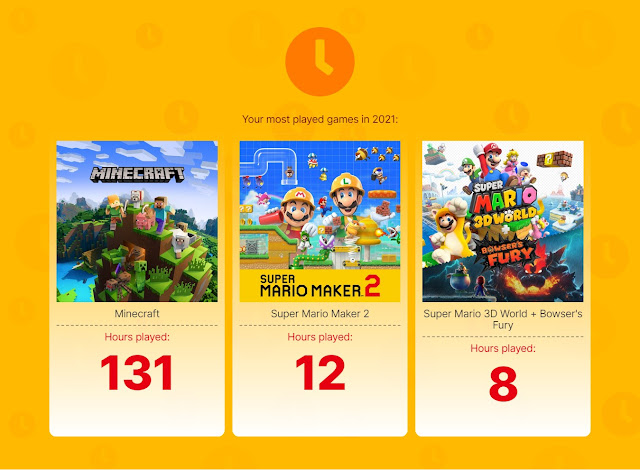 Your most played games in 2021:
MINECRAFT
Minecraft
Hours played:
131
SUPER
MARIO MAKER 2
Super Mario Maker 2
Hours played:
12
SUPER
MARIO
3D WORLD
+
BOWSER'S
FURY
Super Mario 3D World + Bowser's
Fury
Hours played:
8